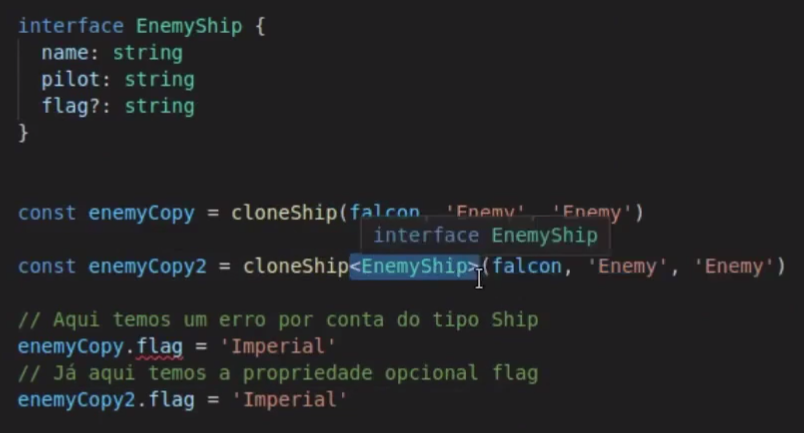 interface EnemyShip {
name: string
pilot: string
flag?: string
}
const enemyCopy = cloneShip(falcon, 'Enemy', 'Enemy')
interface EnemyShip
const enemyCopy2 = cloneShip<EnemyShip>(falcon, 'Enemy', 'Enemy')
// Aqui temos um erro por conta do tipo Ship
enemyCopy.flag = 'Imperial'
// Já aqui temos a propriedade opcional flag
enemyCopy2.flag = 'Imperial'